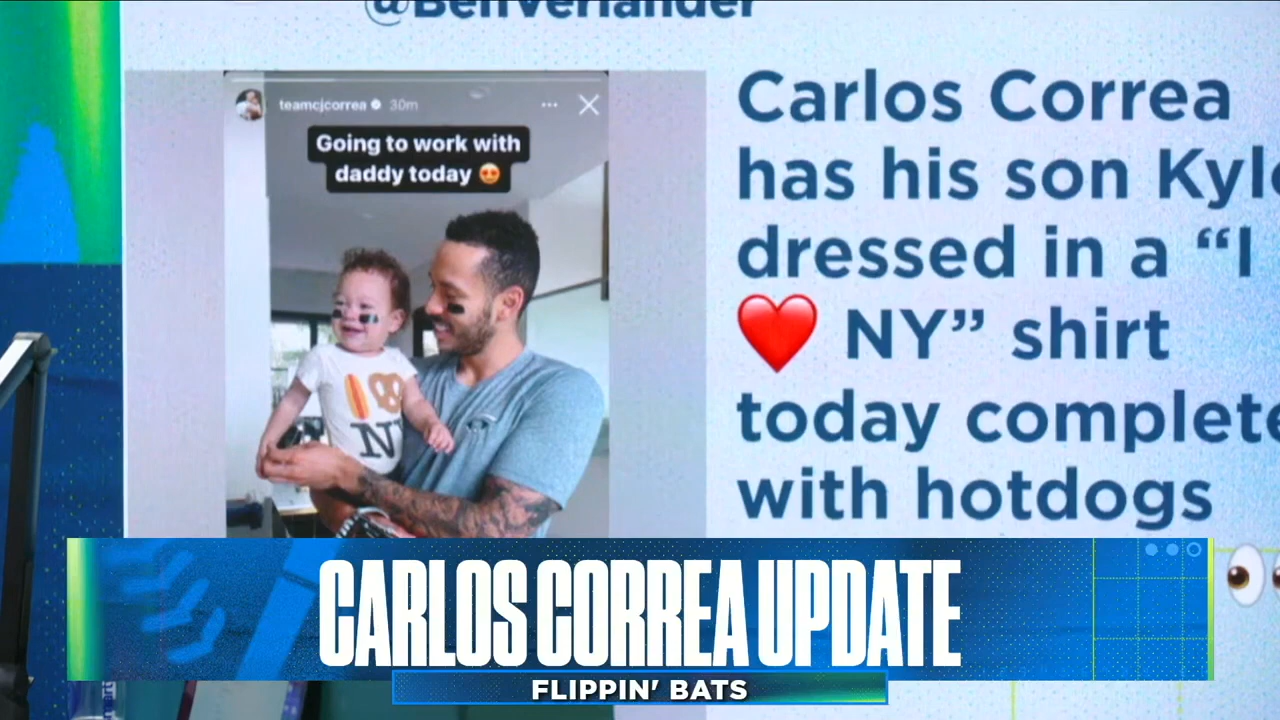 @BenVerlander
teamcjcorrea 30m
Going to work with
daddy today
Carlos Correa
has his son Kyl
dressed in a “I
NY” shirt
today complete
with hotdogs
N
CARLOS CORREA UPDATE
FLIPPIN' BATS